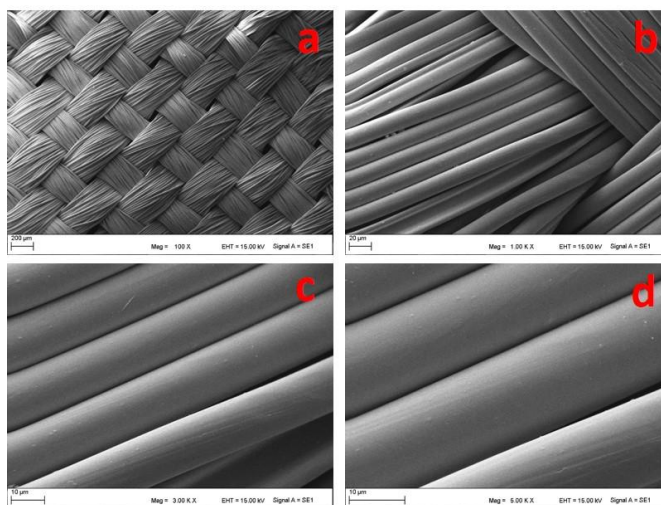 a
200 µm
Mag = 100 X EHT = 15.00 kV Signal A = SE1
b
20 µm
Mag = 1.00 K X EHT = 15.00 kV Signal A = SE1
c
10 µm
Mag = 3.00 K X EHT = 15.00 kV Signal A = SE1
d
10 µm
Mag = 5.00 K X EHT = 15.00 kV Signal A = SE1